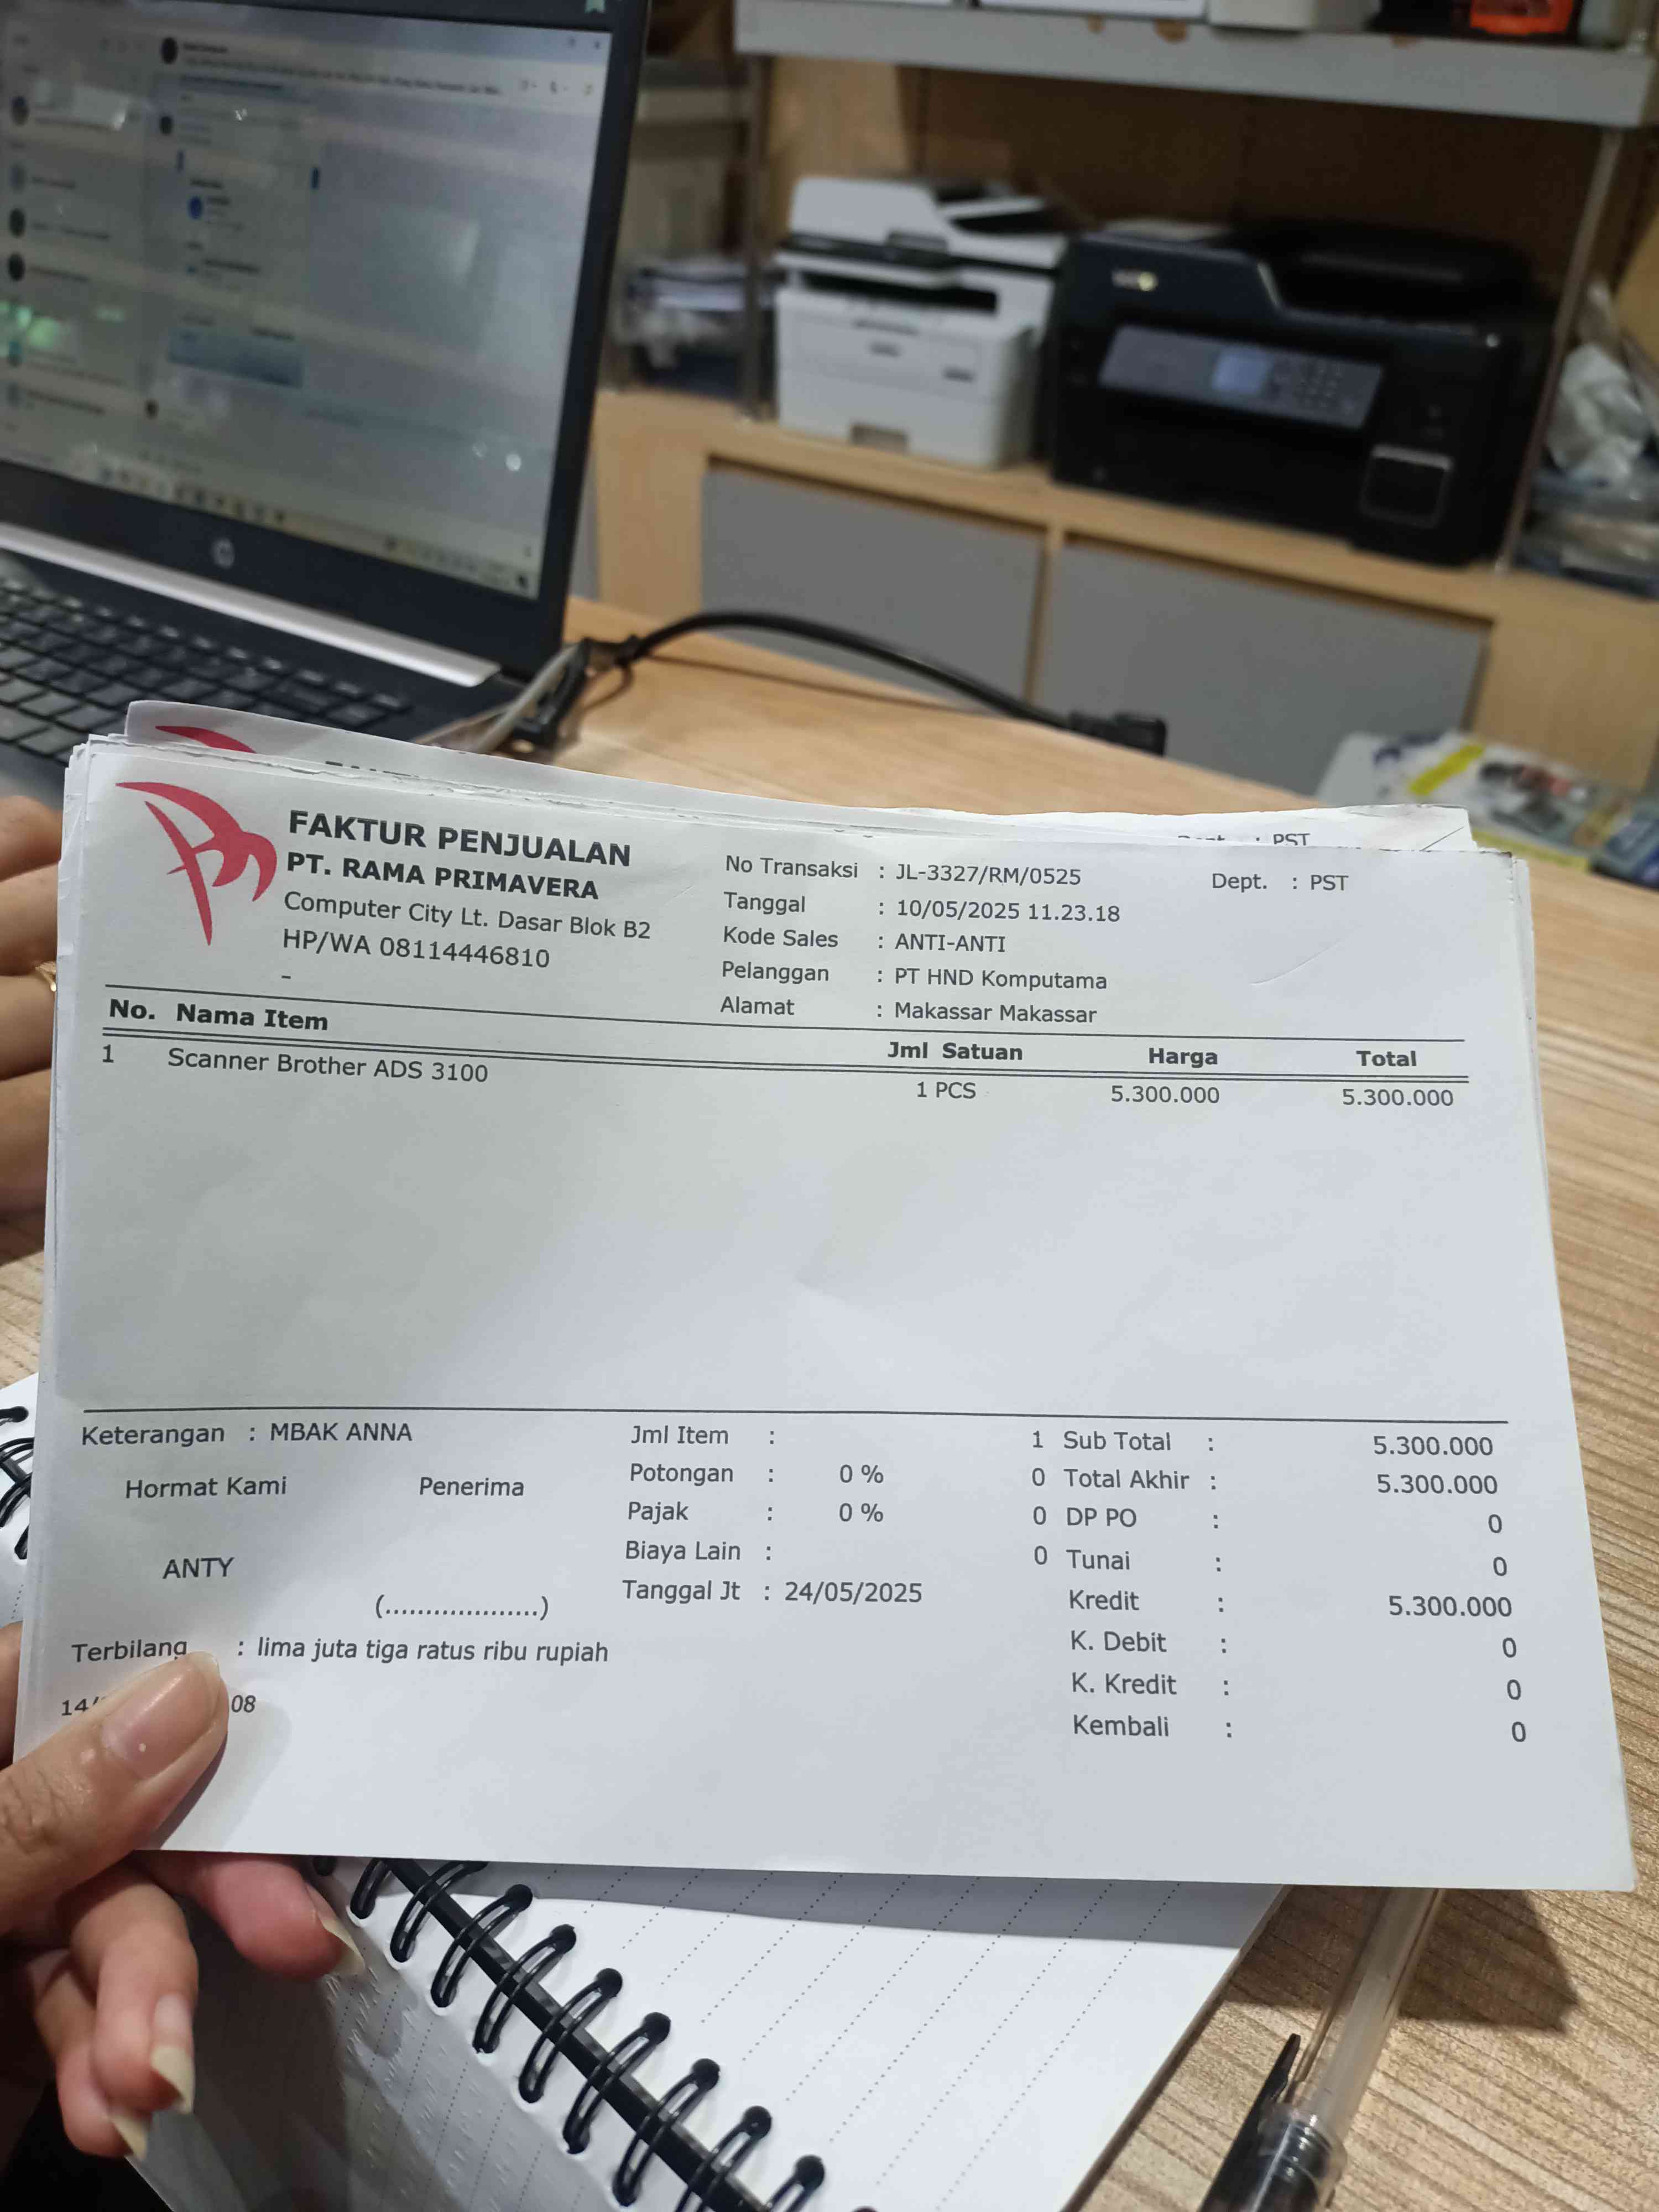 Dept. : PST
FAKTUR PENJUALAN
PT. RAMA PRIMAVERA
Computer City Lt. Dasar Blok B2
HP/WA 08114446810
-
No Transaksi : JL-3327/RM/0525
Dept. : PST
Tanggal : 10/05/2025 11.23.18
Kode Sales : ANTI-ANTI
Pelanggan : PT HND Komputama
Alamat : Makassar Makassar
No. Nama Item Jml Satuan Harga Total
1 Scanner Brother ADS 3100 1 PCS 5.300.000 5.300.000
Keterangan : MBAK ANNA
Hormat Kami Penerima
ANTY
(...................)
Terbilang : lima juta tiga ratus ribu rupiah
14/ 08
Jml Item : 1
Potongan : 0 % 0
Pajak : 0 % 0
Biaya Lain : 0
Tanggal Jt : 24/05/2025
Sub Total : 5.300.000
Total Akhir : 5.300.000
DP PO : 0
Tunai : 0
Kredit : 5.300.000
K. Debit : 0
K. Kredit : 0
Kembali : 0